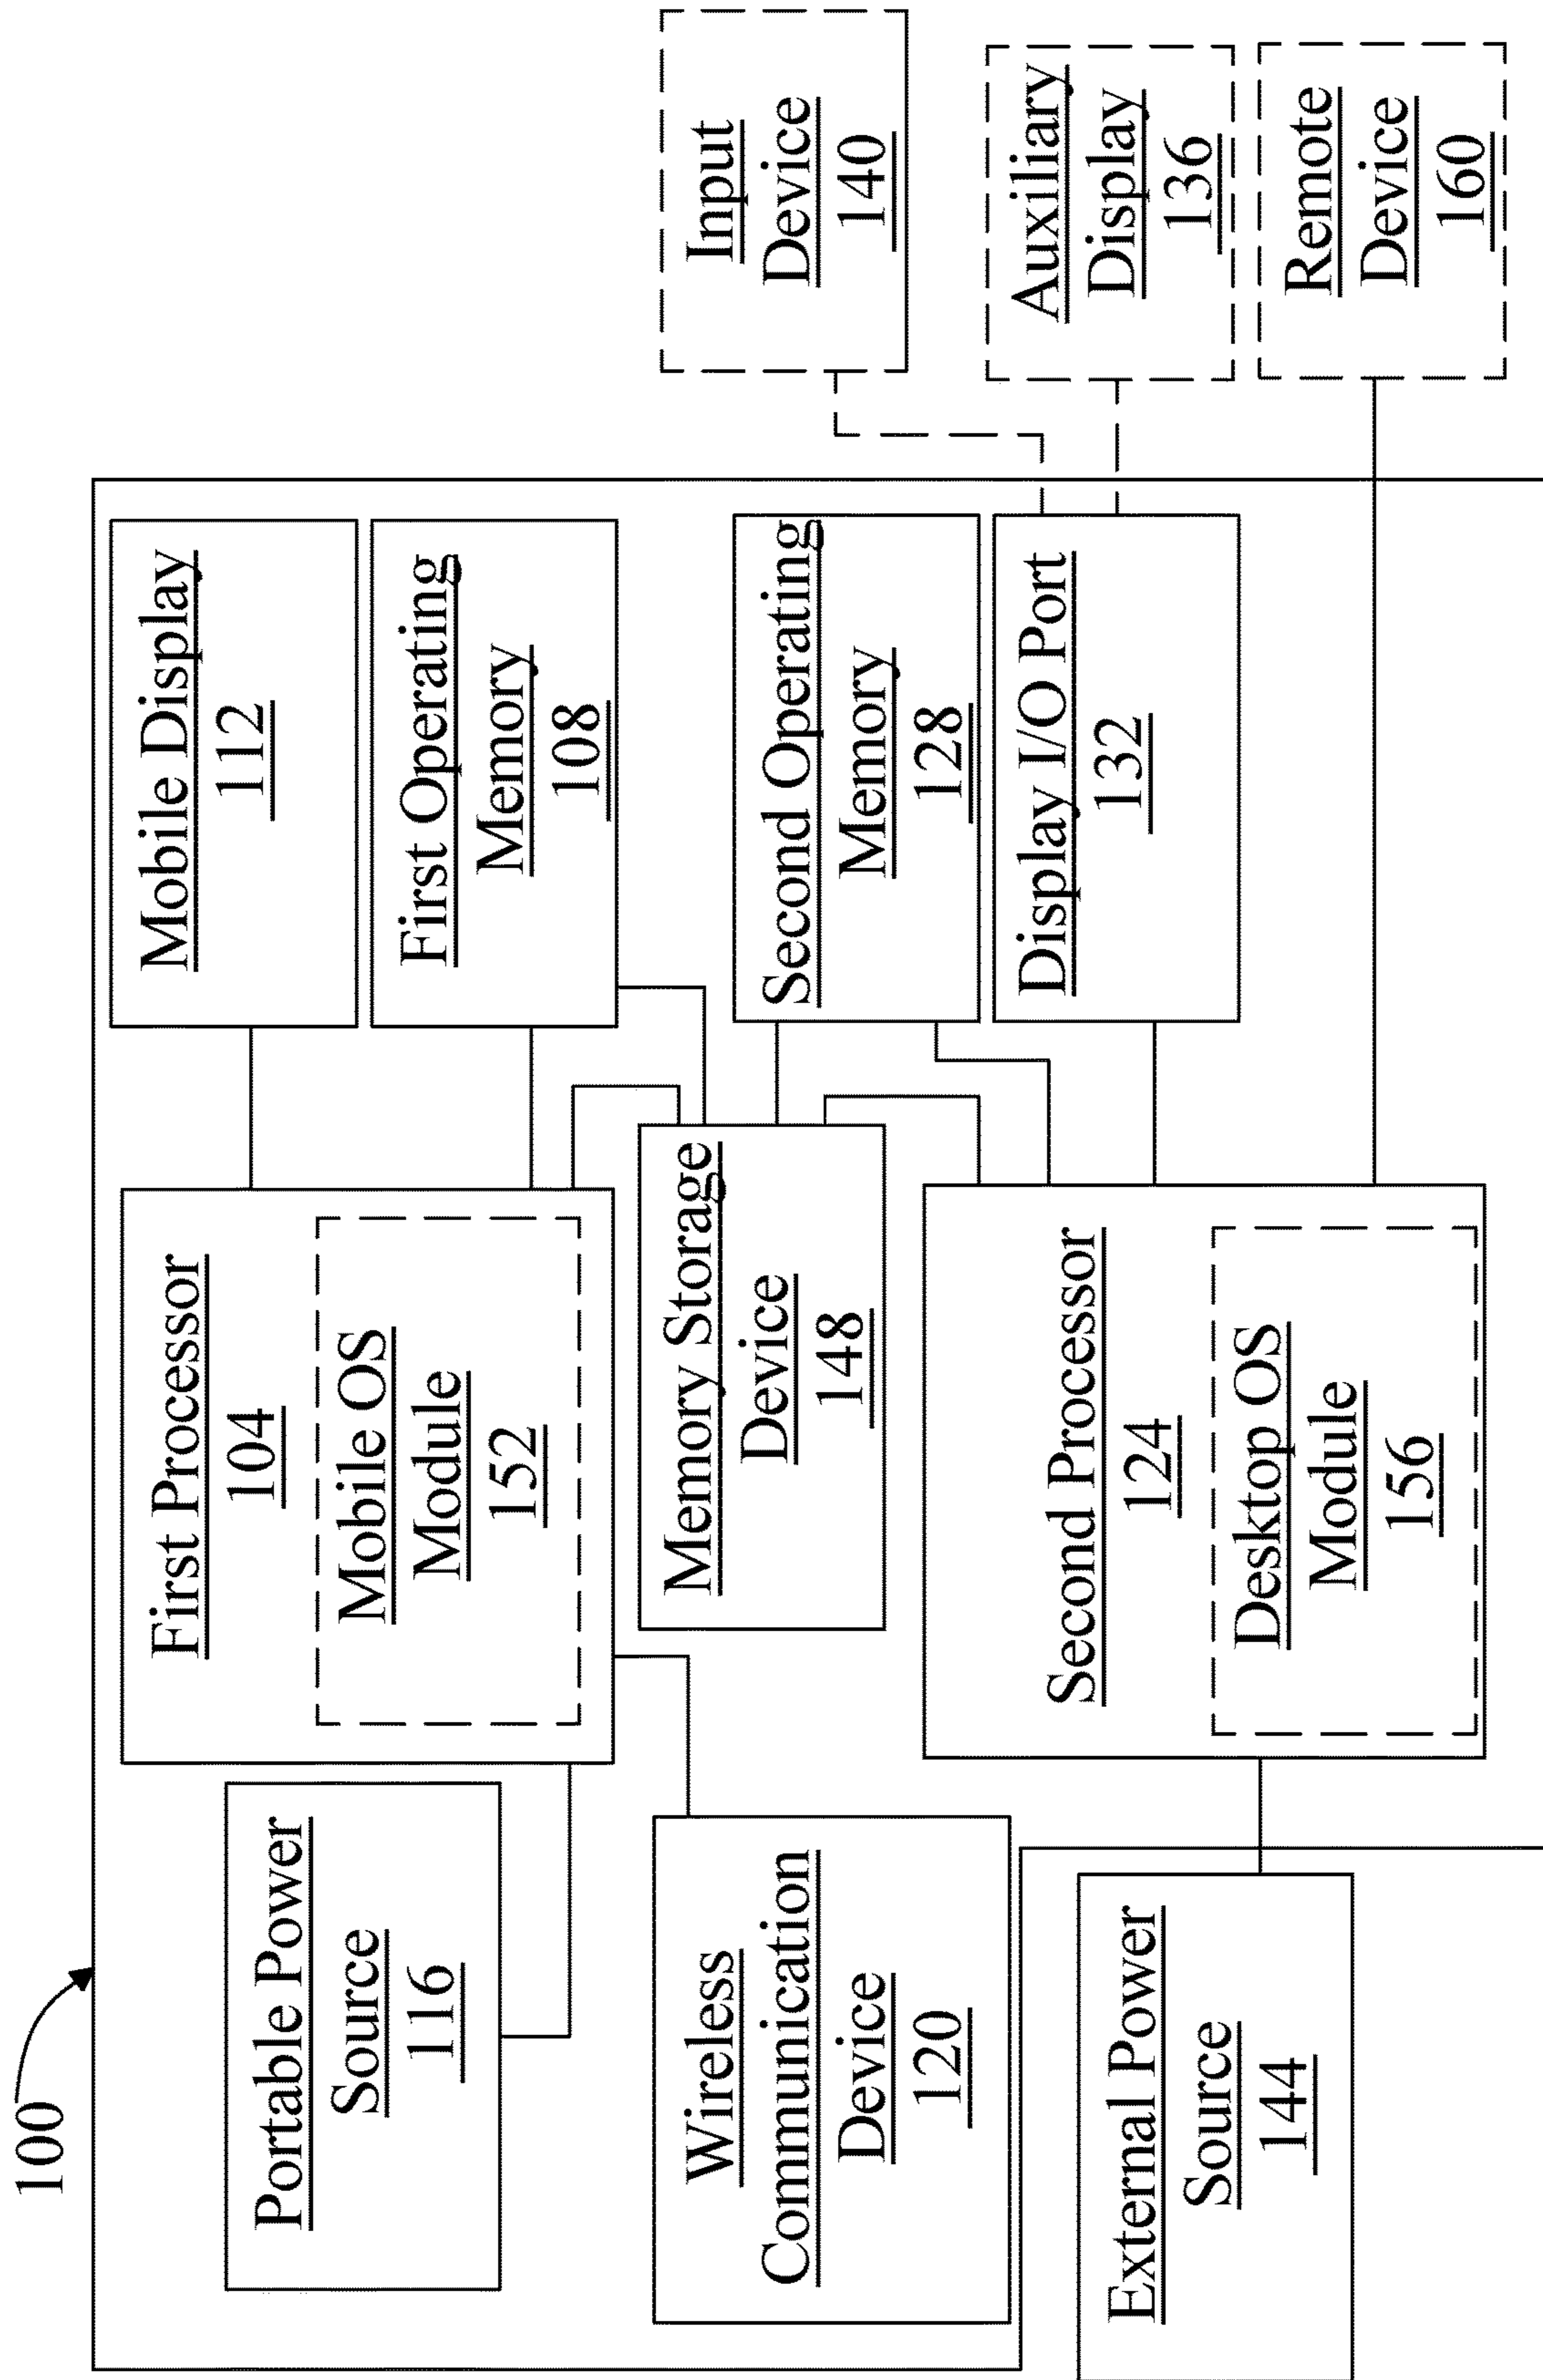 100
Portable Power
Source
116
First Processor
104
Mobile OS
Module
152
Mobile Display
112
First Operating
Memory
108
Wireless
Communication
Device
120
Memory Storage
Device
148
Second Operating
Memory
128
Input
Device
140
External Power
Source
144
Second Processor
124
Desktop OS
Module
156
Display I/O Port
132
Auxiliary
Display
136
Remote
Device
160